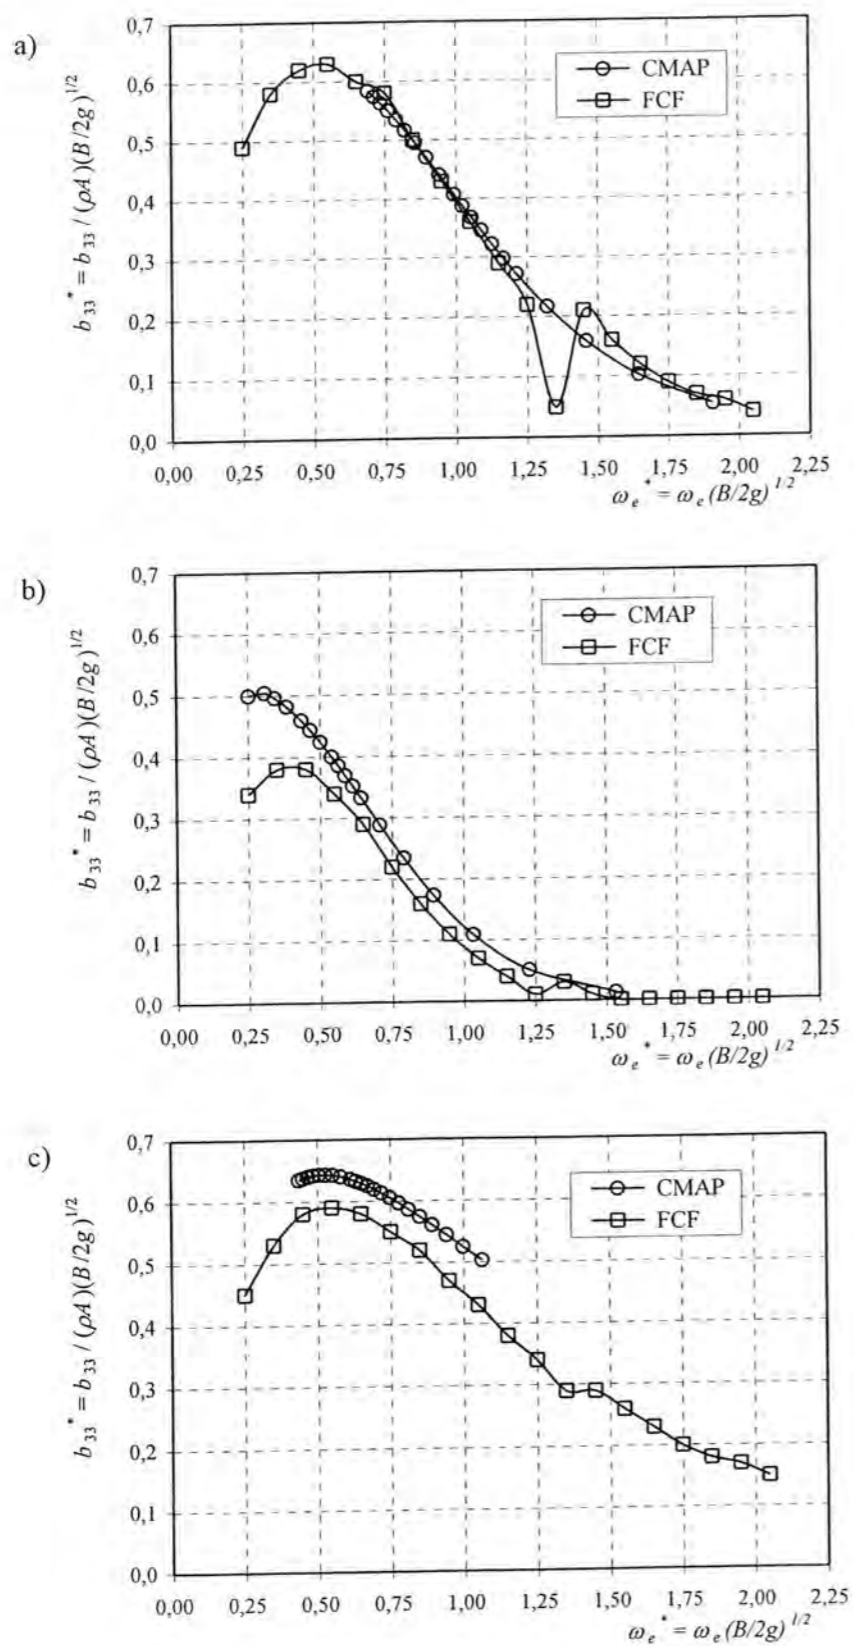 a)
b₃₃* = b₃₃ / (ρA)(B/2g)^1/2
0,7
0,6
0,5
0,4
0,3
0,2
0,1
0,0
CMAP
FCF
0,00 0,25 0,50 0,75 1,00 1,25 1,50 1,75 2,00 2,25
ωₑ* = ωₑ (B/2g)^1/2
b)
b₃₃* = b₃₃ / (ρA)(B/2g)^1/2
0,7
0,6
0,5
0,4
0,3
0,2
0,1
0,0
CMAP
FCF
0,00 0,25 0,50 0,75 1,00 1,25 1,50 1,75 2,00 2,25
ωₑ* = ωₑ (B/2g)^1/2
c)
b₃₃* = b₃₃ / (ρA)(B/2g)^1/2
0,7
0,6
0,5
0,4
0,3
0,2
0,1
0,0
CMAP
FCF
0,00 0,25 0,50 0,75 1,00 1,25 1,50 1,75 2,00 2,25
ωₑ* = ωₑ (B/2g)^1/2